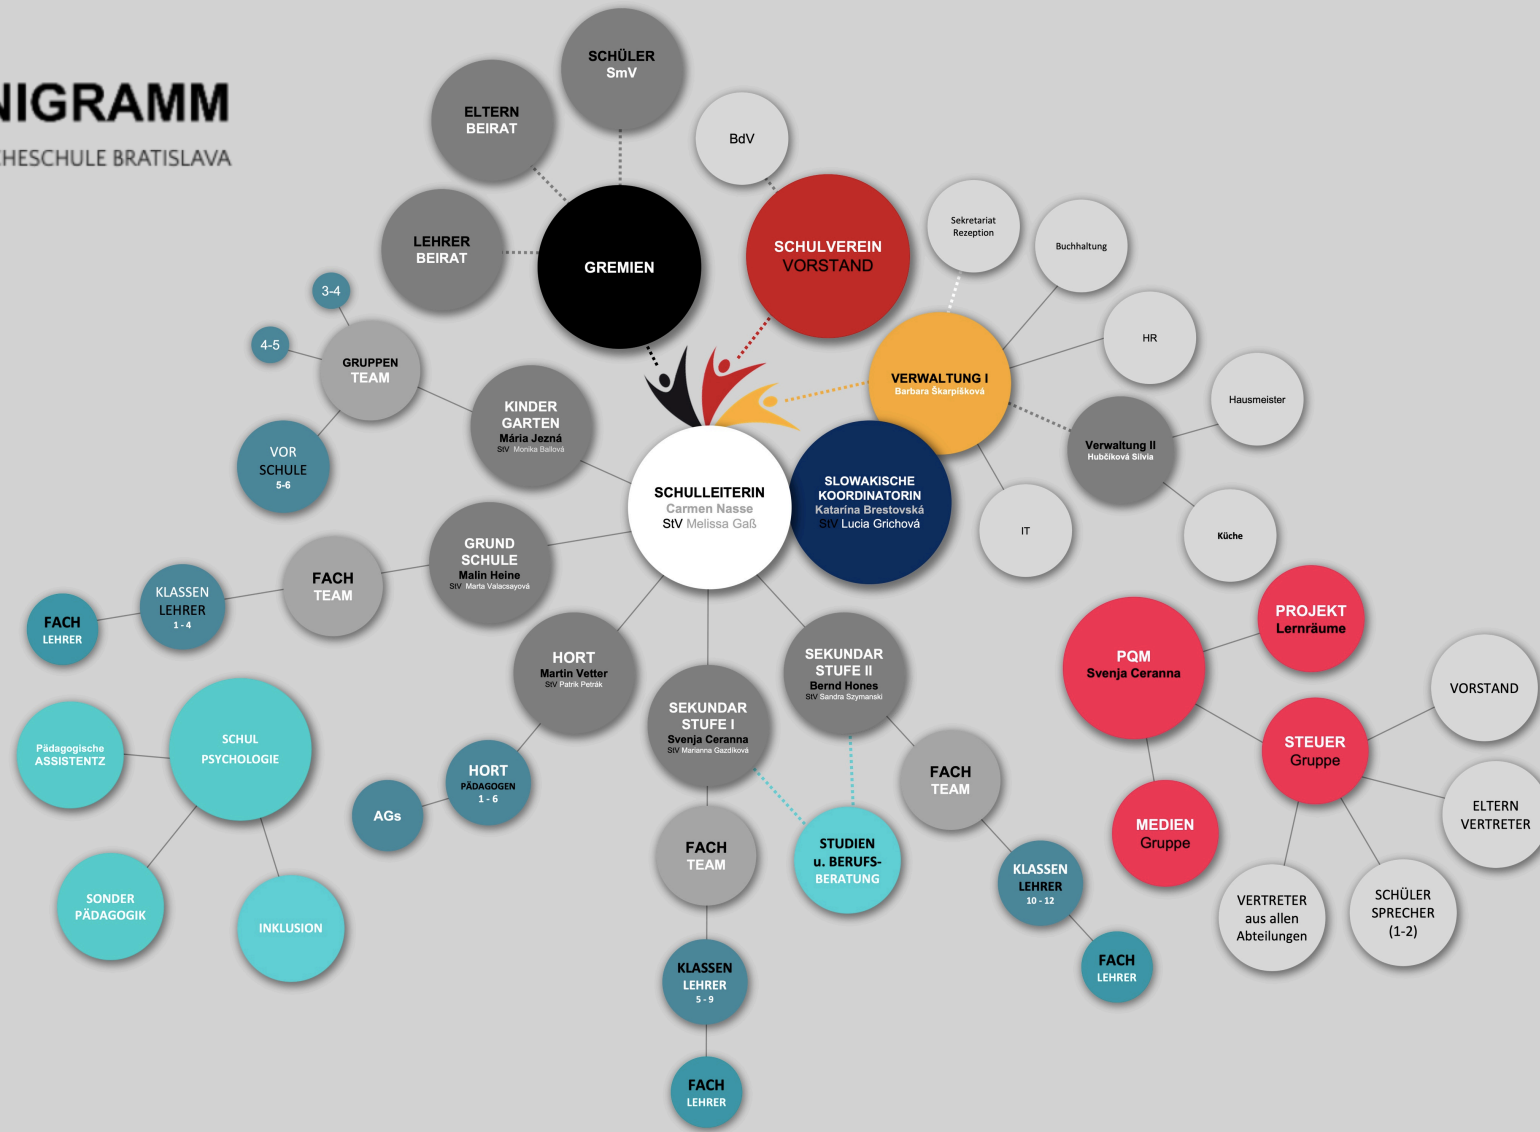 NIGRAMM
HESCHULE BRATISLAVA
SCHÜLER
SmV
ELTERN
BEIRAT
LEHRER
BEIRAT
GREMIEN
BdV
SCHULVEREIN
VORSTAND
Sekretariat
Rezeption
Buchhaltung
HR
Hausmeister
VERWALTUNG I
Barbara Škarpišková
Verwaltung II
Hubčíková Silvia
IT
Küche
3-4
4-5
GRUPPEN
TEAM
VOR
SCHULE
5-6
KINDER
GARTEN
Mária Jezná
StV Monika Ballová
SCHULLEITERIN
Carmen Nasse
StV Melissa Gaß
SLOWAKISCHE
KOORDINATORIN
Katarína Brestovská
StV Lucia Grichová
GRUND
SCHULE
Malin Heine
StV Marta Valacsayová
FACH
TEAM
KLASSEN
LEHRER
1 - 4
FACH
LEHRER
HORT
Martin Vetter
StV Patrik Petrák
HORT
PÄDAGOGEN
1 - 6
AGs
SEKUNDAR
STUFE I
Svenja Ceranna
StV Marianna Gazdíková
FACH
TEAM
KLASSEN
LEHRER
5 - 9
FACH
LEHRER
SEKUNDAR
STUFE II
Bernd Hones
StV Sandra Szymanski
FACH
TEAM
KLASSEN
LEHRER
10 - 12
FACH
LEHRER
STUDIEN
u. BERUFS-
BERATUNG
SCHUL
PSYCHOLOGIE
Pädagogische
ASSISTENTZ
SONDER
PÄDAGOGIK
INKLUSION
PQM
Svenja Ceranna
PROJEKT
Lernräume
STEUER
Gruppe
MEDIEN
Gruppe
VORSTAND
ELTERN
VERTRETER
SCHÜLER
SPRECHER
(1-2)
VERTRETER
aus allen
Abteilungen